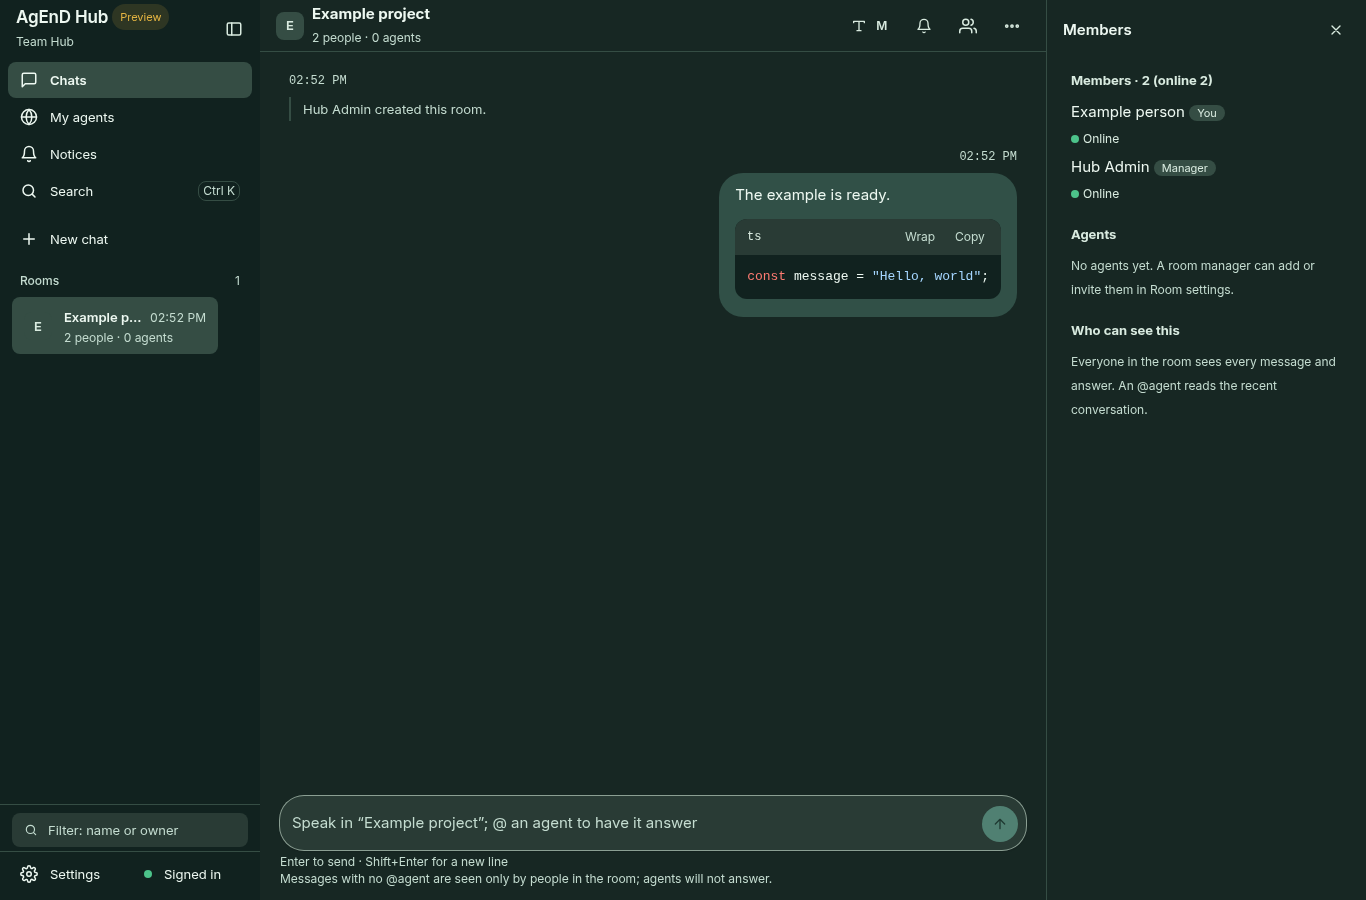 AgEnD Hub Preview
Team Hub
Chats
My agents
Notices
Search Ctrl K
New chat
Rooms 1
E Example p... 02:52 PM
2 people · 0 agents
Filter: name or owner
Settings Signed in
E Example project
2 people · 0 agents
T M
02:52 PM
Hub Admin created this room.
02:52 PM
The example is ready.
ts Wrap Copy
const message = "Hello, world";
Speak in “Example project”; @ an agent to have it answer
Enter to send · Shift+Enter for a new line
Messages with no @agent are seen only by people in the room; agents will not answer.
Members
Members · 2 (online 2)
Example person You
Online
Hub Admin Manager
Online
Agents
No agents yet. A room manager can add or
invite them in Room settings.
Who can see this
Everyone in the room sees every message and
answer. An @agent reads the recent
conversation.